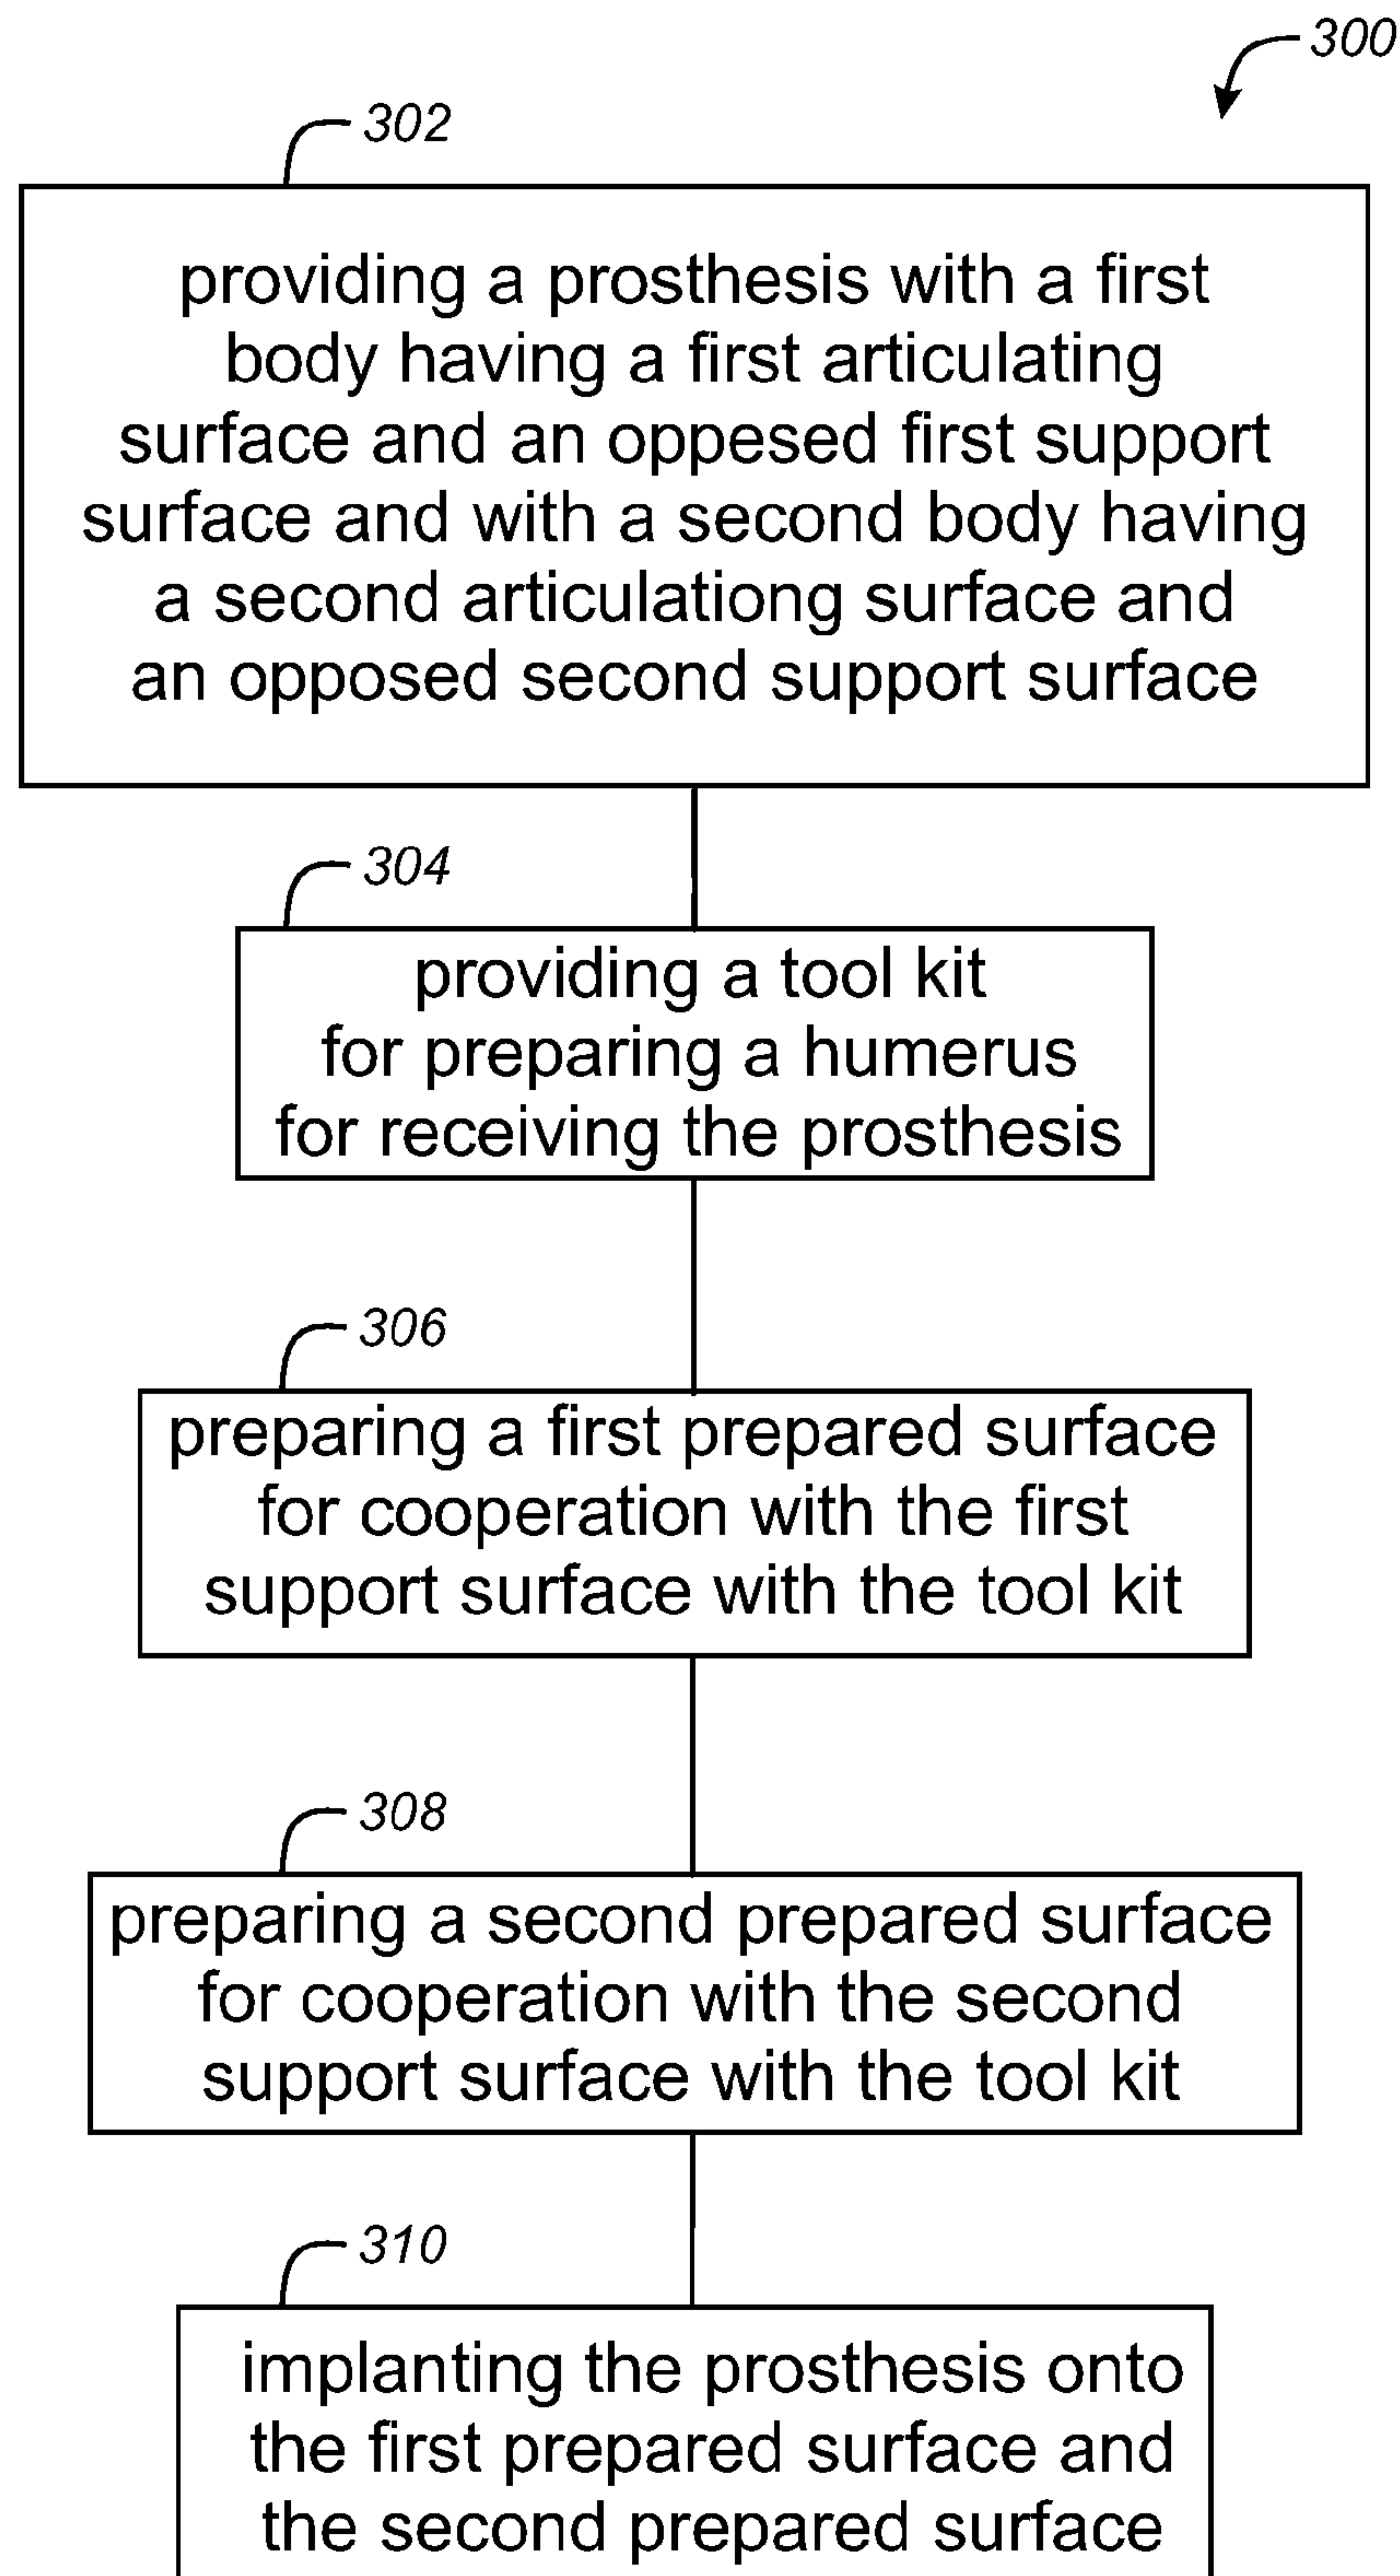 300
302
providing a prosthesis with a first
body having a first articulating
surface and an oppesed first support
surface and with a second body having
a second articulationg surface and
an opposed second support surface
304
providing a tool kit
for preparing a humerus
for receiving the prosthesis
306
preparing a first prepared surface
for cooperation with the first
support surface with the tool kit
308
preparing a second prepared surface
for cooperation with the second
support surface with the tool kit
310
implanting the prosthesis onto
the first prepared surface and
the second prepared surface